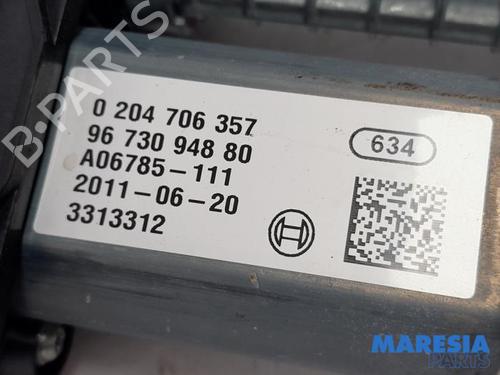 0 204 706 357
96 730 948 80
A06785-111
2011-06-20
3313312
634
B-PARTS
MARESIA
PARTS